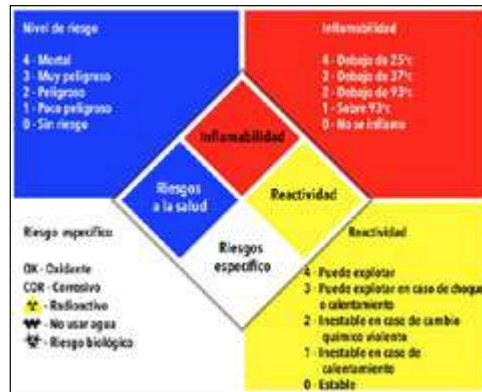 Nivel de riesgo
4 - Mortal
3 - Muy peligroso
2 - Peligroso
1 - Poco peligroso
0 - Sin riesgo
Inflamabilidad
4 - Debajo de 25°c
3 - Debajo de 37°c
2 - Debajo de 93°c
1 - Sobre 93°c
0 - No se inflama
Inflamabilidad
Riesgos
a la salud
Reactividad
Riesgos
específico
Riesgo específico
OX - Oxidante
COR - Corrosivo
- Radioactivo
- No usar agua
- Riesgo biológico
Reactividad
4 - Puede explotar
3 - Puede explotar en caso de choque
o calentamiento
2 - Inestable en caso de cambio
químico violento
1 - Inestable en caso de
calentamiento
0 - Estable